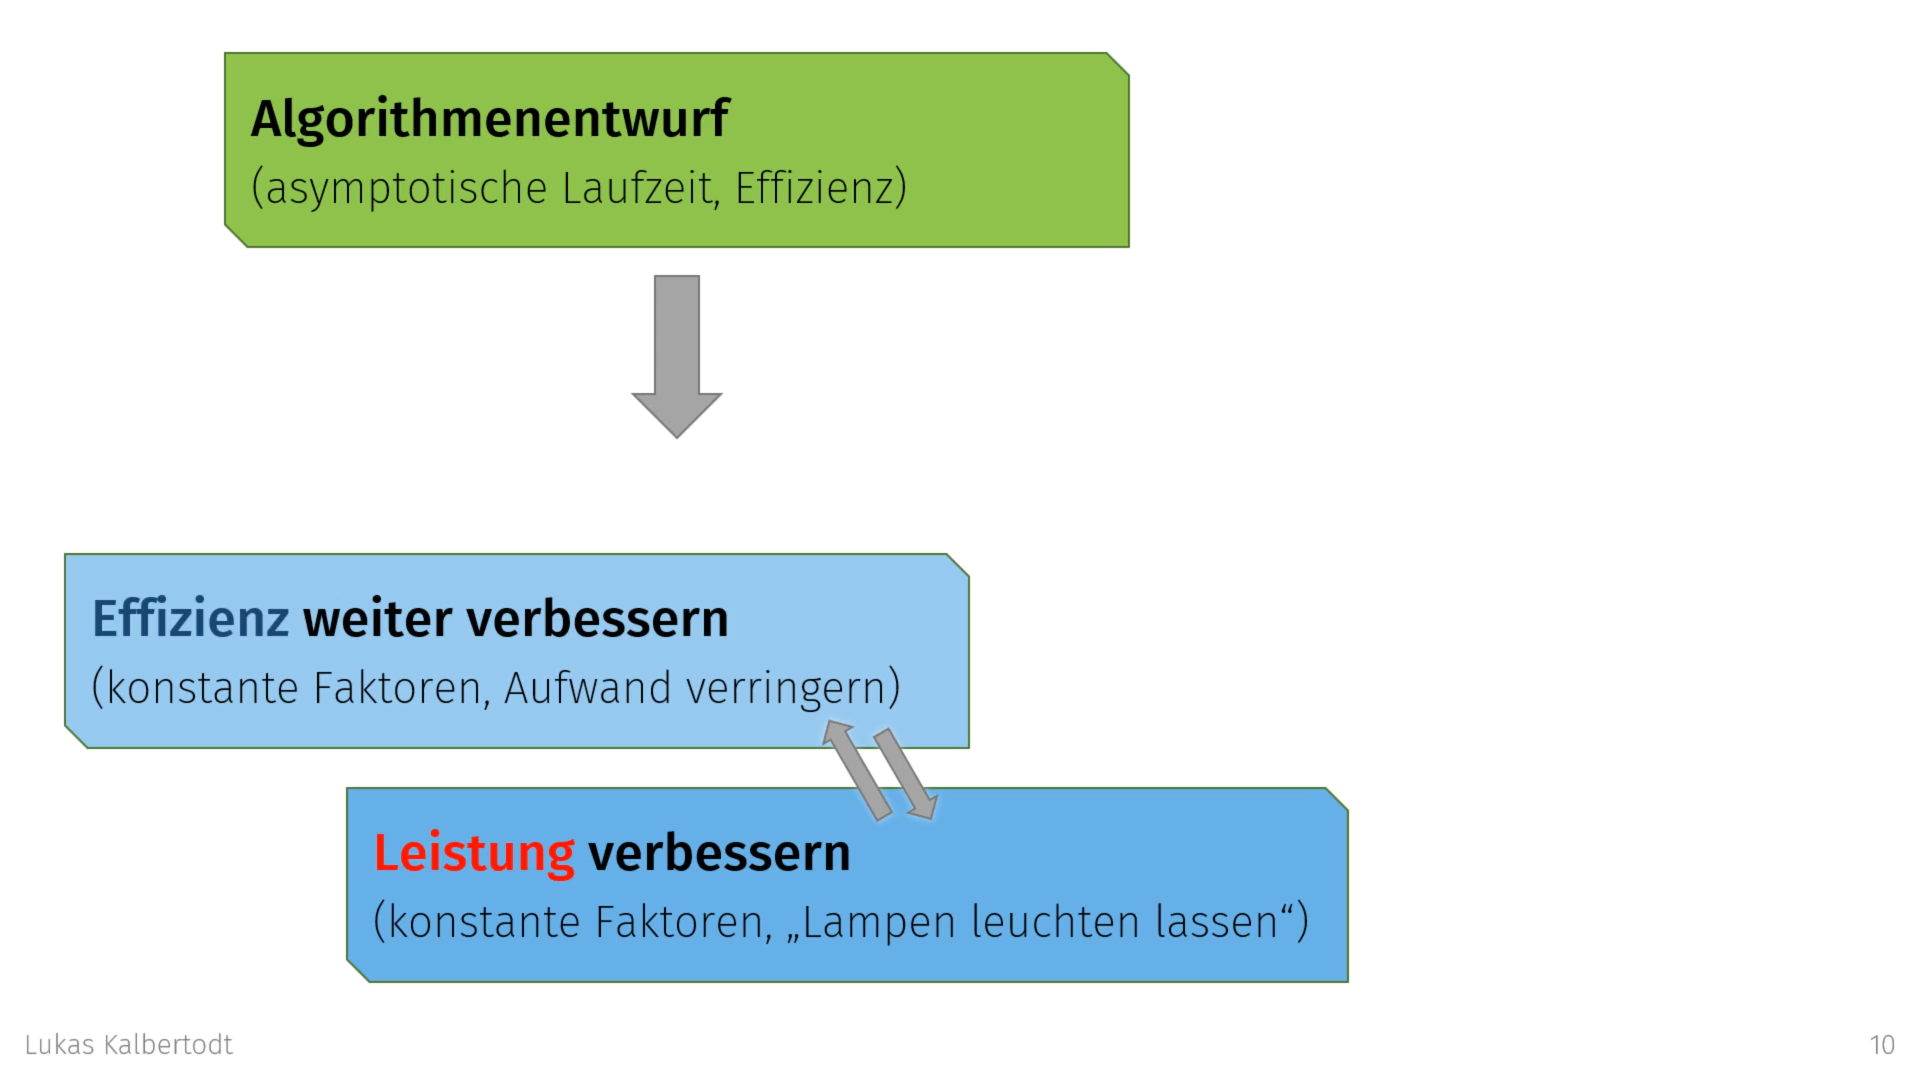 Algorithmenentwurf
(asymptotische Laufzeit, Effizienz)
Effizienz weiter verbessern
(konstante Faktoren, Aufwand verringern)
Leistung verbessern
(konstante Faktoren, „Lampen leuchten lassen“)
Lukas Kalbertodt
10